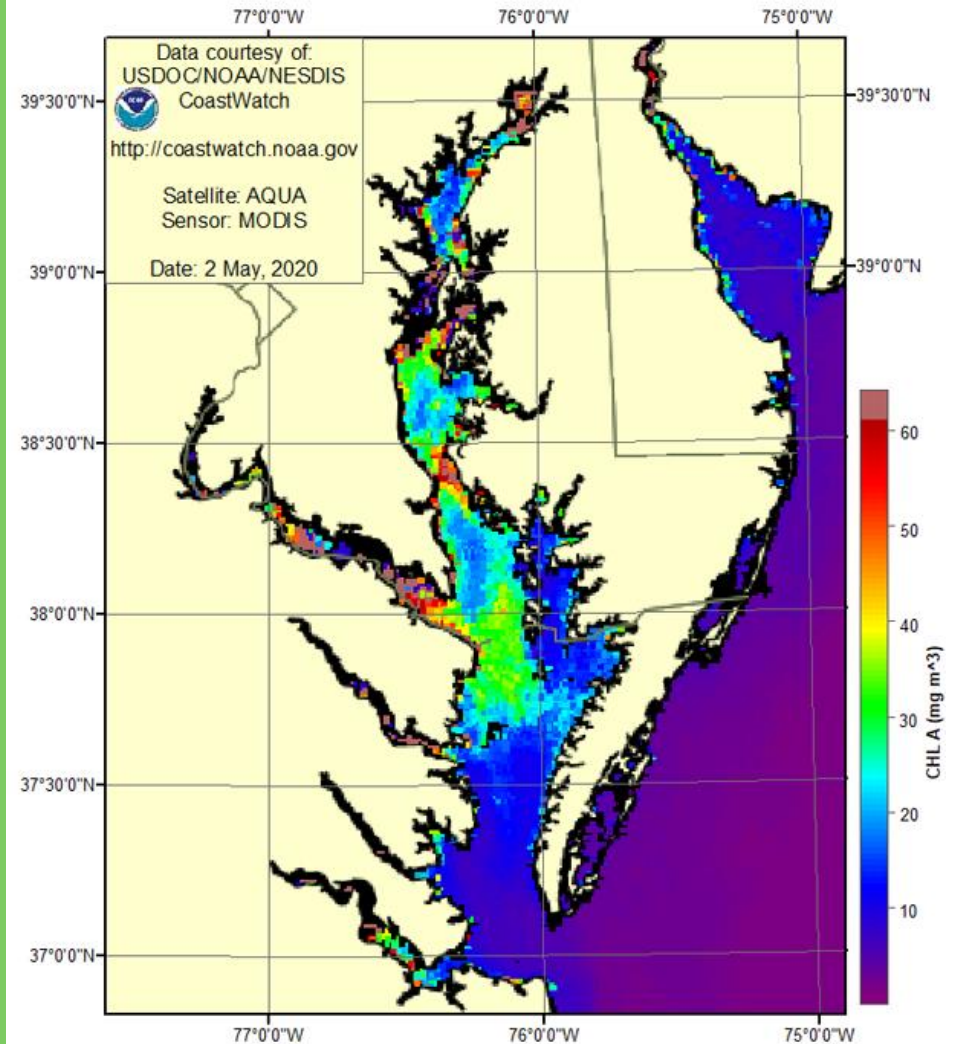 77°0'0"W 76°0'0"W 75°0'0"W
Data courtesy of:
USDOC/NOAA/NESDIS
CoastWatch
http://coastwatch.noaa.gov
Satellite: AQUA
Sensor: MODIS
Date: 2 May, 2020
39°30'0"N 39°30'0"N
39°0'0"N 39°0'0"N
38°30'0"N
38°0'0"N
37°30'0"N
37°0'0"N
60
50
40
30
20
10
CHL A (mg m^3)
77°0'0"W 76°0'0"W 75°0'0"W